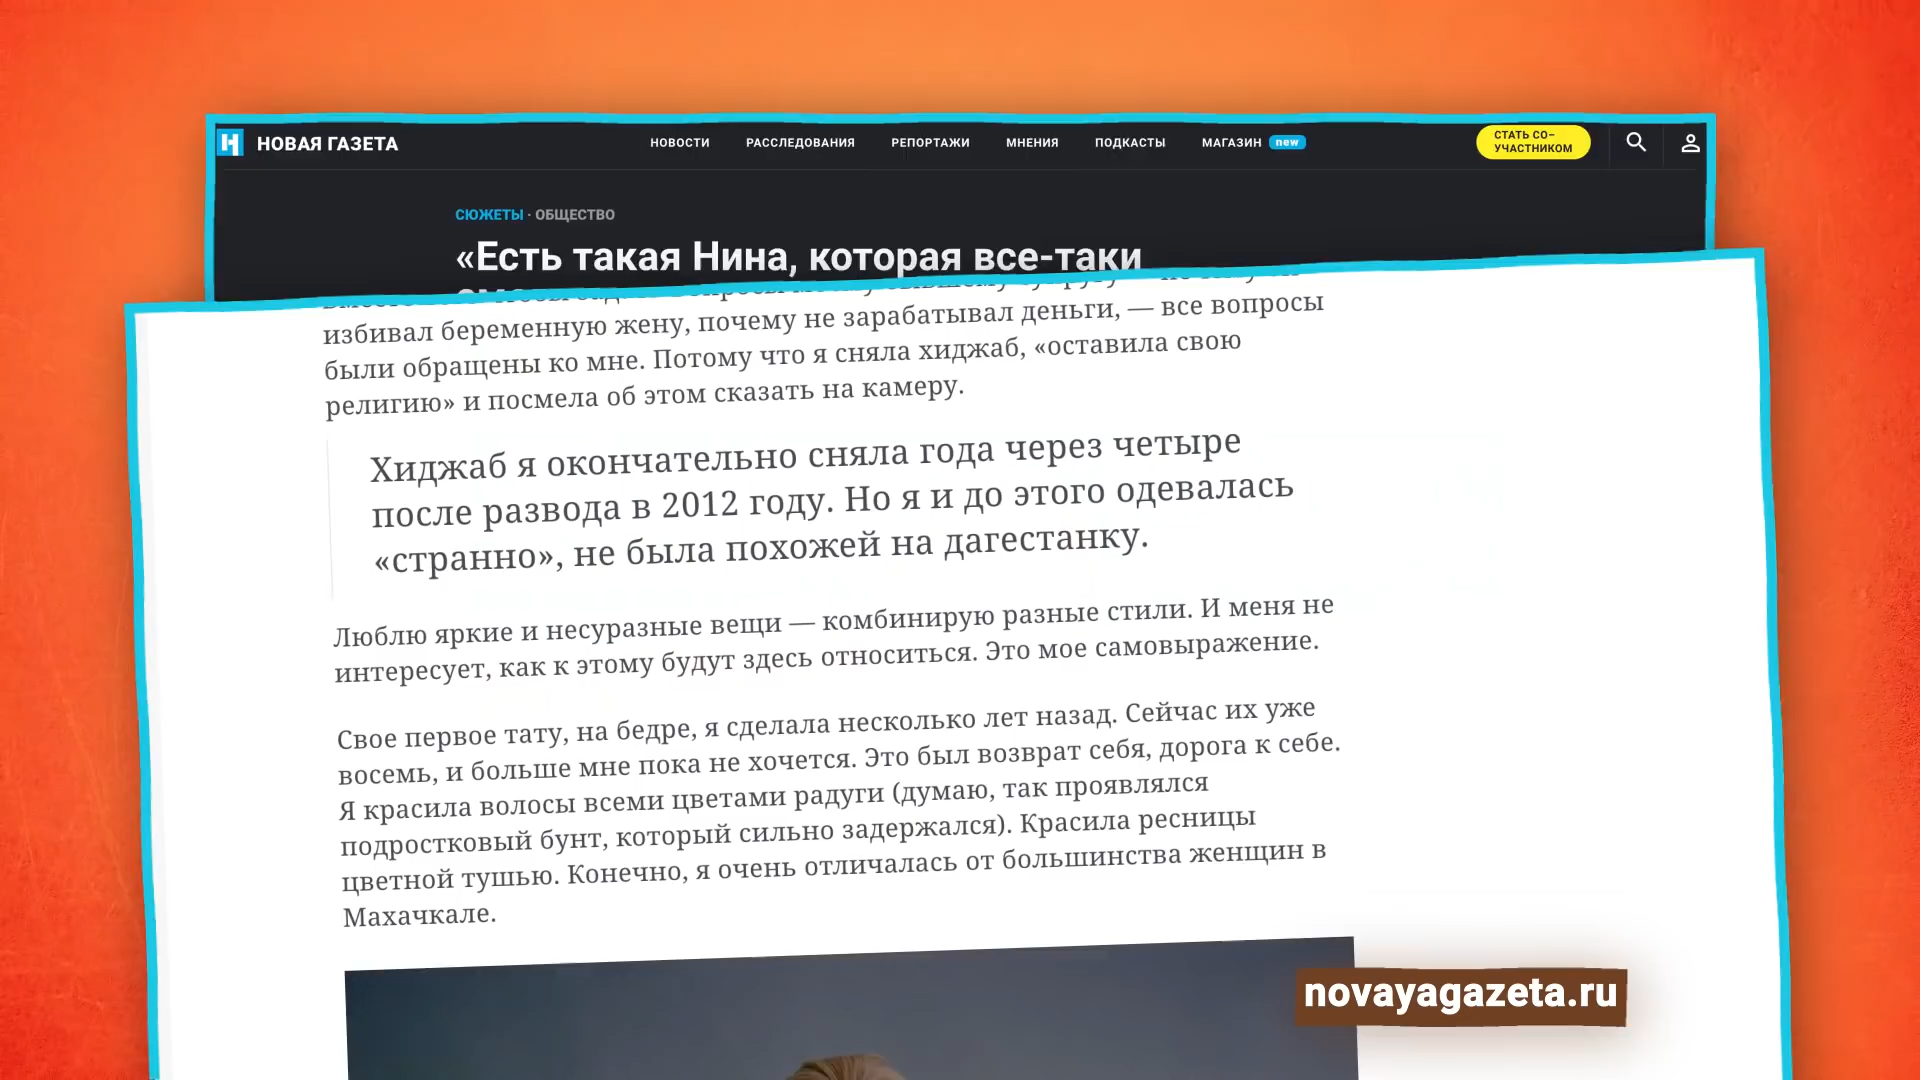 НОВАЯ ГАЗЕТА
НОВОСТИ РАССЛЕДОВАНИЯ РЕПОРТАЖИ МНЕНИЯ ПОДКАСТЫ МАГАЗИН new
СТАТЬ СО–
УЧАСТНИКОМ
СЮЖЕТЫ · ОБЩЕСТВО
«Есть такая Нина, которая все-таки
избивал беременную жену, почему не зарабатывал деньги, — все вопросы
были обращены ко мне. Потому что я сняла хиджаб, «оставила свою
религию» и посмела об этом сказать на камеру.
Хиджаб я окончательно сняла года через четыре
после развода в 2012 году. Но я и до этого одевалась
«странно», не была похожей на дагестанку.
Люблю яркие и несуразные вещи — комбинирую разные стили. И меня не
интересует, как к этому будут здесь относиться. Это мое самовыражение.
Свое первое тату, на бедре, я сделала несколько лет назад. Сейчас их уже
восемь, и больше мне пока не хочется. Это был возврат себя, дорога к себе.
Я красила волосы всеми цветами радуги (думаю, так проявлялся
подростковый бунт, который сильно задержался). Красила ресницы
цветной тушью. Конечно, я очень отличалась от большинства женщин в
Махачкале.
novayagazeta.ru